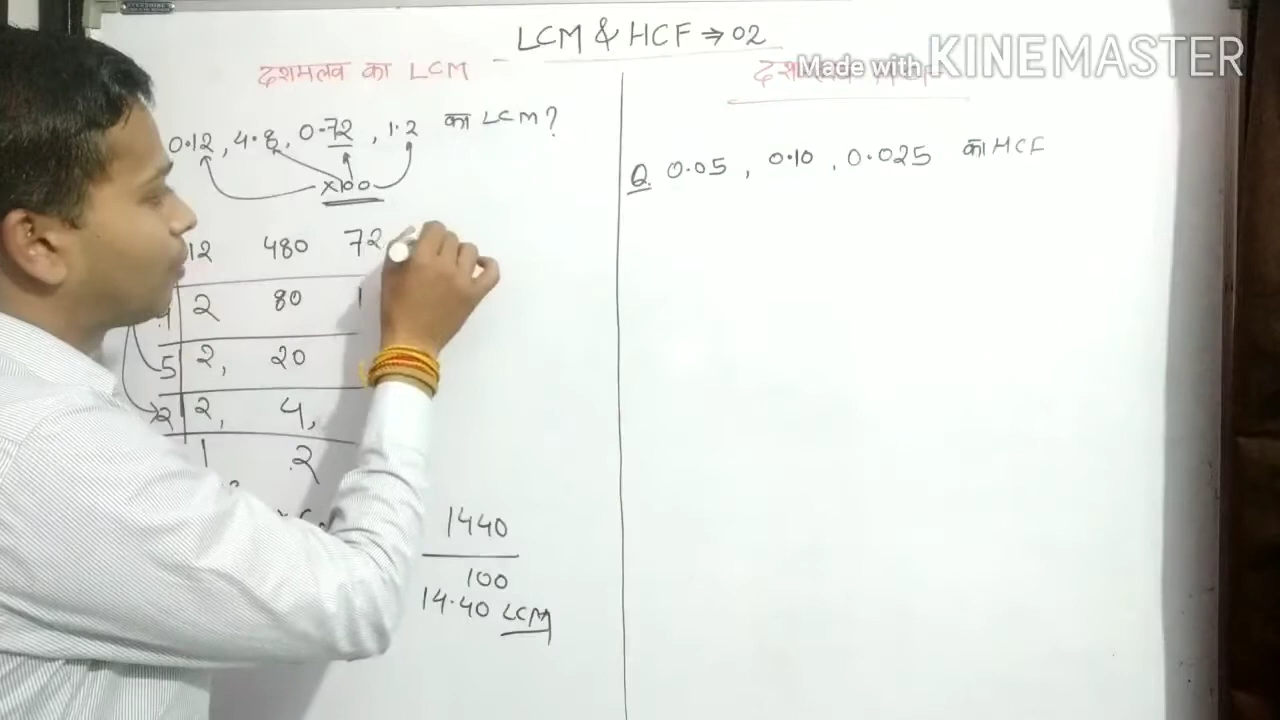 LCM & HCF ⇒ 02
Made with KINEMASTER
दशमलव का LCM
0.12, 4.8, 0.72, 1.2 का LCM?
×100
12 480 72
2 80 1
5 2, 20
2 2, 4,
1 2
1440
100
14.40 LCM
Q. 0.05, 0.10, 0.025 का HCF